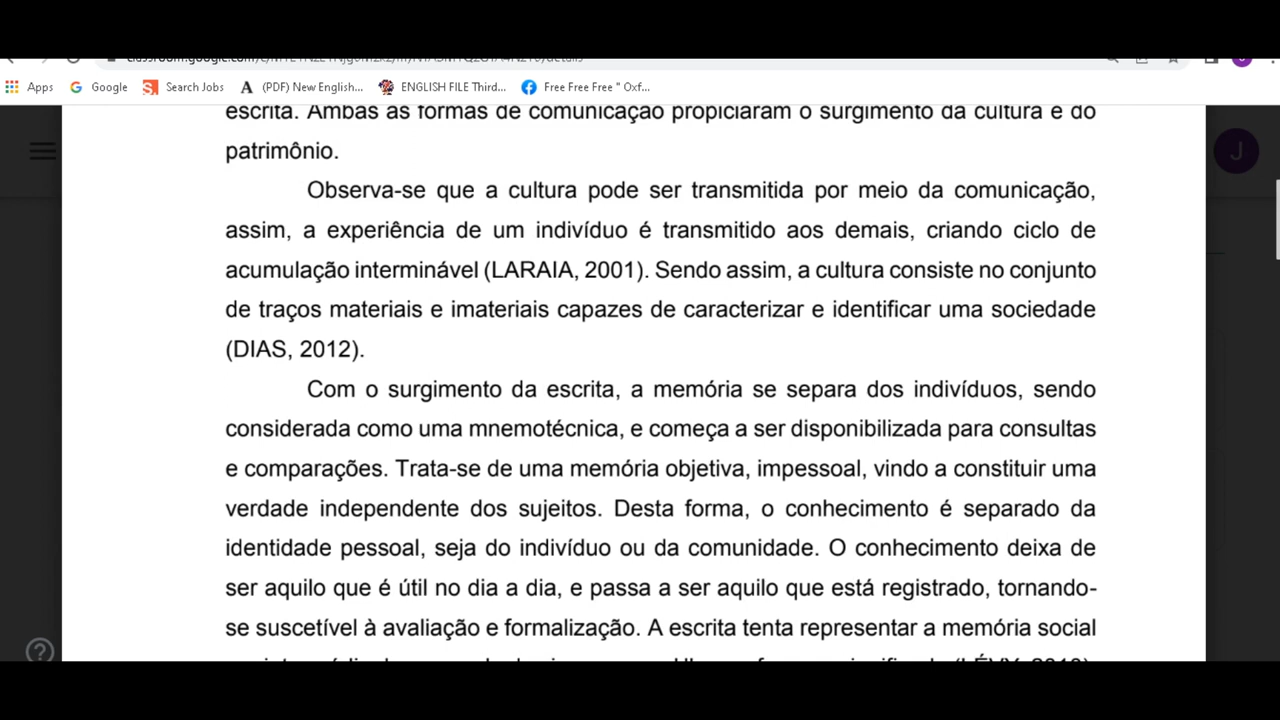 Apps Google Search Jobs (PDF) New English... ENGLISH FILE Third... Free Free Free " Oxf...
escrita. Ambas as formas de comunicação propiciaram o surgimento da cultura e do
patrimônio.
J
Observa-se que a cultura pode ser transmitida por meio da comunicação,
assim, a experiência de um indivíduo é transmitido aos demais, criando ciclo de
acumulação interminável (LARAIA, 2001). Sendo assim, a cultura consiste no conjunto
de traços materiais e imateriais capazes de caracterizar e identificar uma sociedade
(DIAS, 2012).
Com o surgimento da escrita, a memória se separa dos indivíduos, sendo
considerada como uma mnemotécnica, e começa a ser disponibilizada para consultas
e comparações. Trata-se de uma memória objetiva, impessoal, vindo a constituir uma
verdade independente dos sujeitos. Desta forma, o conhecimento é separado da
identidade pessoal, seja do indivíduo ou da comunidade. O conhecimento deixa de
ser aquilo que é útil no dia a dia, e passa a ser aquilo que está registrado, tornando-
se suscetível à avaliação e formalização. A escrita tenta representar a memória social